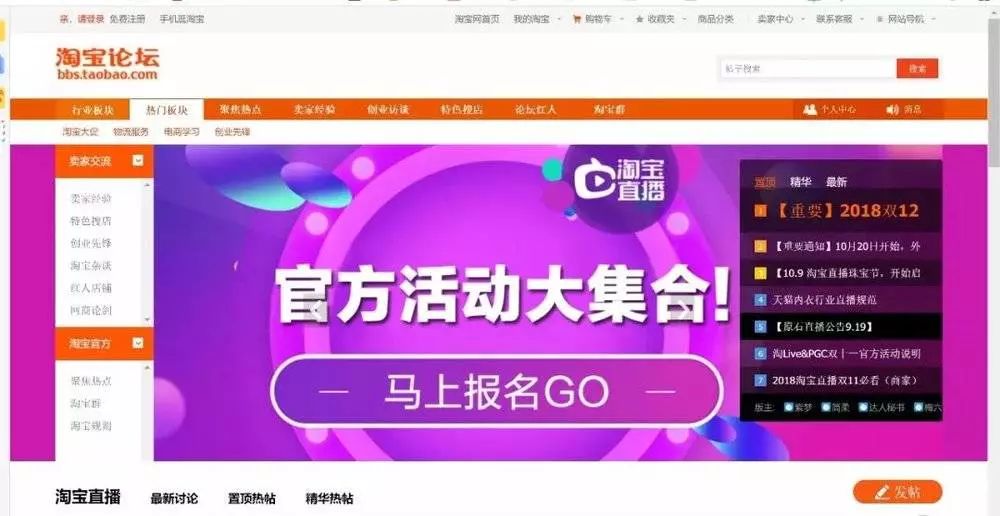 亲，请登录 免费注册 手机逛淘宝 淘宝网首页 我的淘宝 购物车 收藏夹 商品分类 卖家中心 联系客服 网站导航
淘宝论坛
bbs.taobao.com
帖子搜索 搜索
行业板块 热门板块 聚焦热点 卖家经验 创业访谈 特色搜店 论坛红人 淘宝群 个人中心 消息
淘宝大促 物流服务 电商学习 创业先锋
卖家交流
卖家经验
特色搜店
创业先锋
淘宝杂谈
红人店铺
网商论剑
淘宝官方
聚焦热点
淘宝群
淘宝规则
淘宝
直播
官方活动大集合!
马上报名GO
置顶 精华 最新
1 【重要】2018双12
2 【重要通知】10月20日开始，外
3 【10.9 淘宝直播珠宝节，开始启
4 天猫内衣行业直播规范
5 【原石直播公告9.19】
6 淘Live&PGC双十一官方活动说明
7 2018淘宝直播双11必看（商家）
版主： 紫梦 简柔 达人秘书 梅六
淘宝直播 最新讨论 置顶热帖 精华热帖 发帖